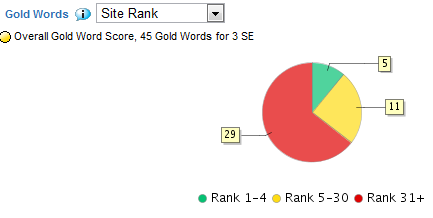 Gold Words Site Rank
Overall Gold Word Score, 45 Gold Words for 3 SE
5
11
29
Rank 1-4 Rank 5-30 Rank 31+